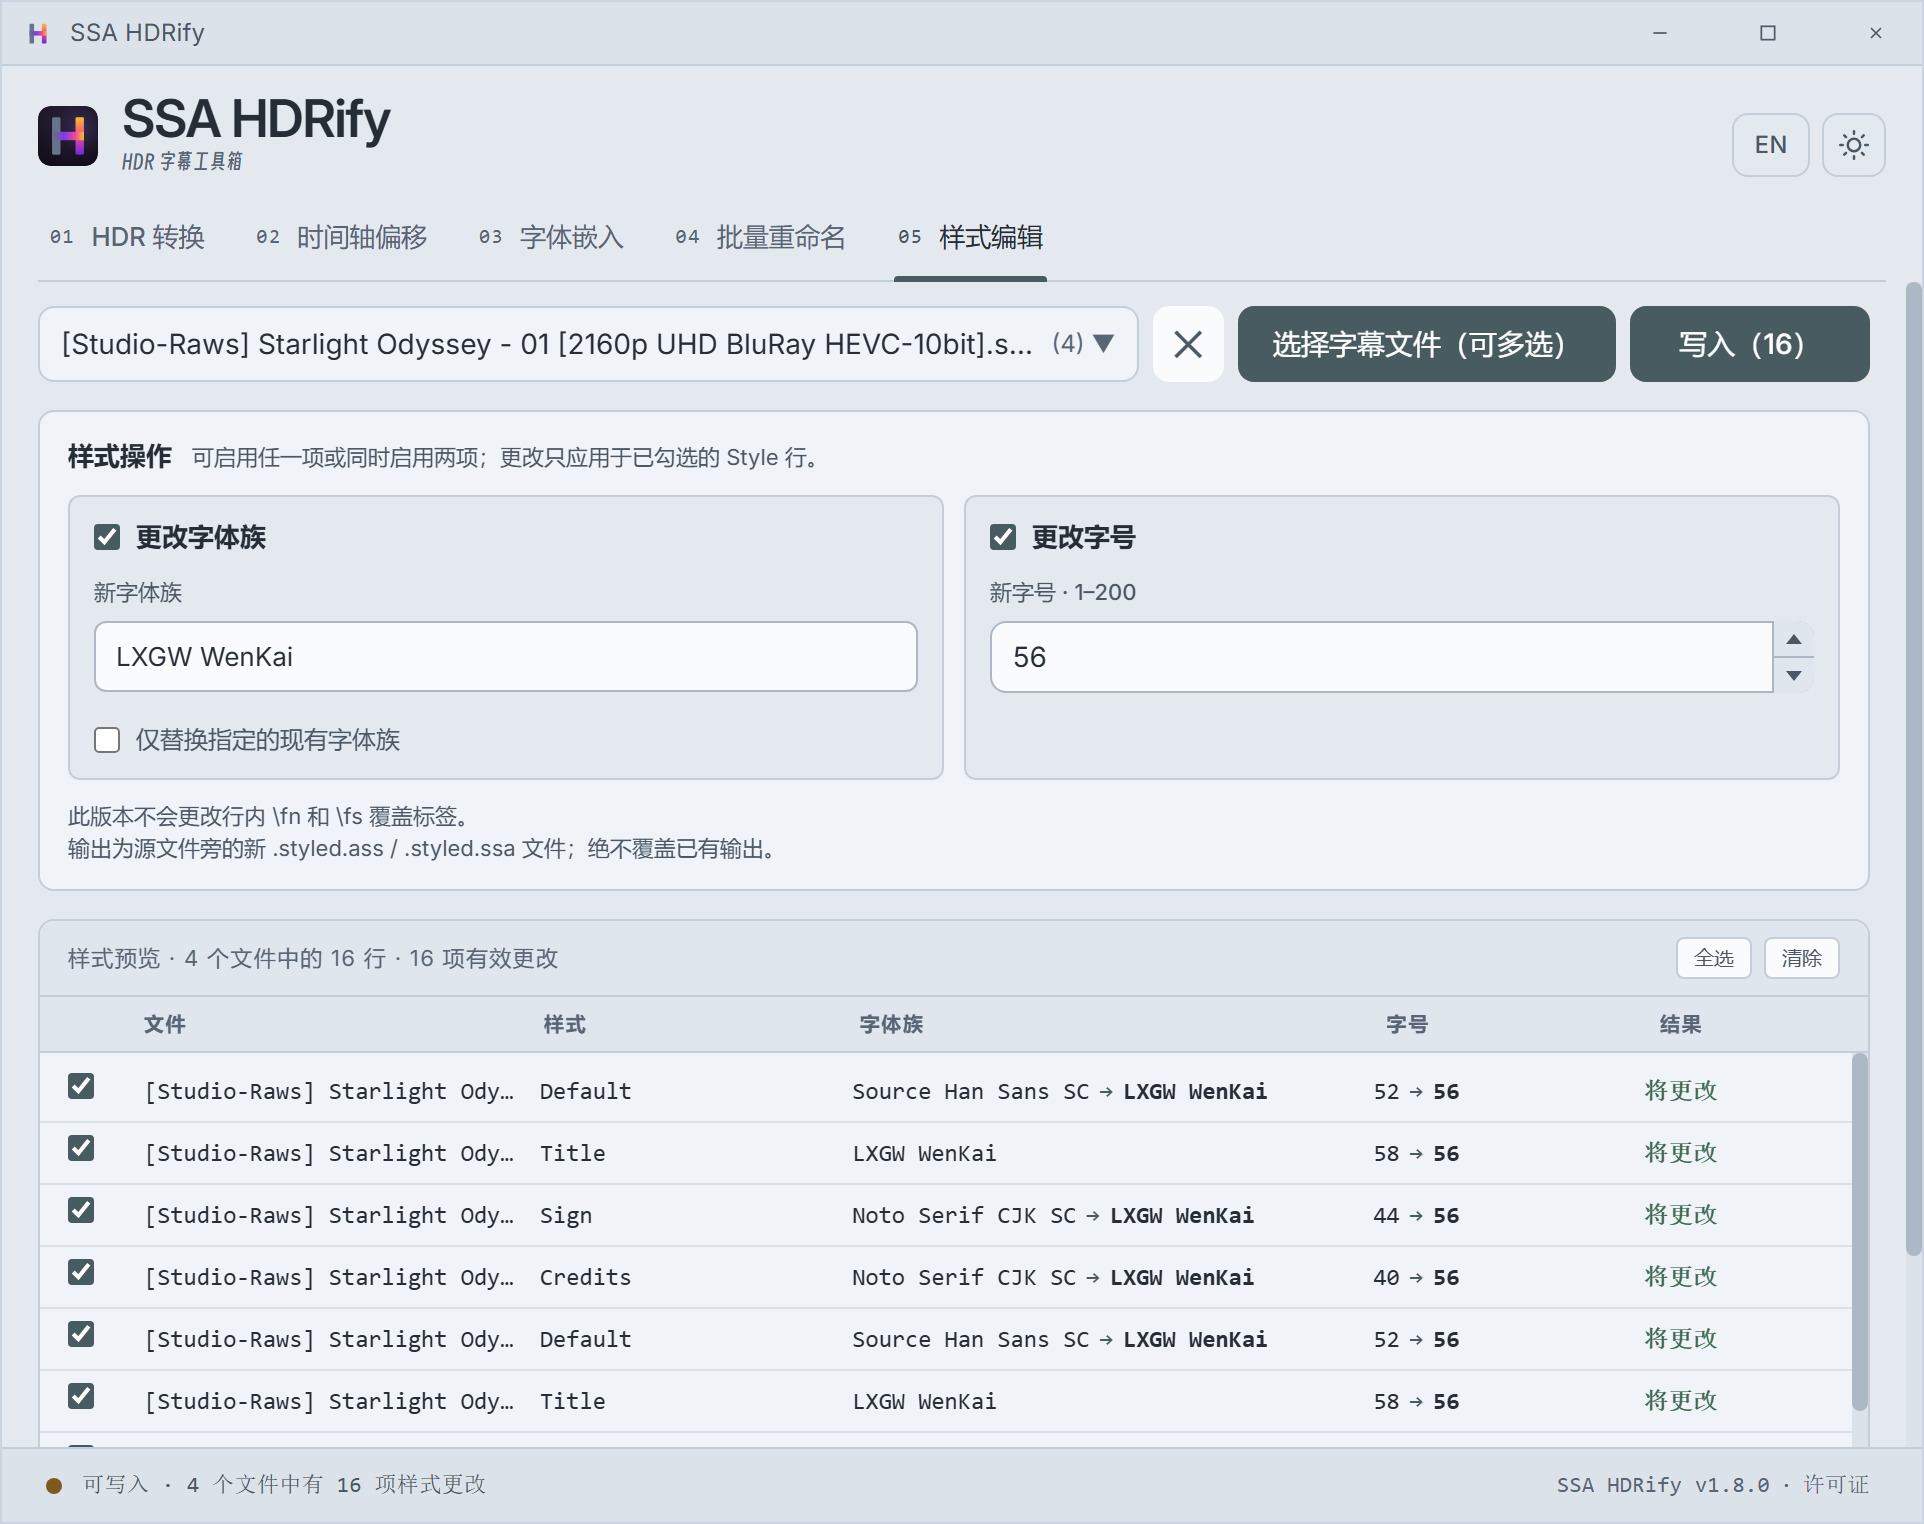 SSA HDRify
SSA HDRify
HDR 字幕工具箱
EN
01 HDR 转换
02 时间轴偏移
03 字体嵌入
04 批量重命名
05 样式编辑
[Studio-Raws] Starlight Odyssey - 01 [2160p UHD BluRay HEVC-10bit].s... (4)
选择字幕文件（可多选）
写入（16）
样式操作 可启用任一项或同时启用两项；更改只应用于已勾选的 Style 行。
更改字体族
新字体族
LXGW WenKai
仅替换指定的现有字体族
更改字号
新字号 · 1–200
56
此版本不会更改行内 \fn 和 \fs 覆盖标签。
输出为源文件旁的新 .styled.ass / .styled.ssa 文件；绝不覆盖已有输出。
样式预览 · 4 个文件中的 16 行 · 16 项有效更改
全选
清除
文件 样式 字体族 字号 结果
[Studio-Raws] Starlight Ody… Default Source Han Sans SC → LXGW WenKai 52 → 56 将更改
[Studio-Raws] Starlight Ody… Title LXGW WenKai 58 → 56 将更改
[Studio-Raws] Starlight Ody… Sign Noto Serif CJK SC → LXGW WenKai 44 → 56 将更改
[Studio-Raws] Starlight Ody… Credits Noto Serif CJK SC → LXGW WenKai 40 → 56 将更改
[Studio-Raws] Starlight Ody… Default Source Han Sans SC → LXGW WenKai 52 → 56 将更改
[Studio-Raws] Starlight Ody… Title LXGW WenKai 58 → 56 将更改
可写入 · 4 个文件中有 16 项样式更改
SSA HDRify v1.8.0 · 许可证